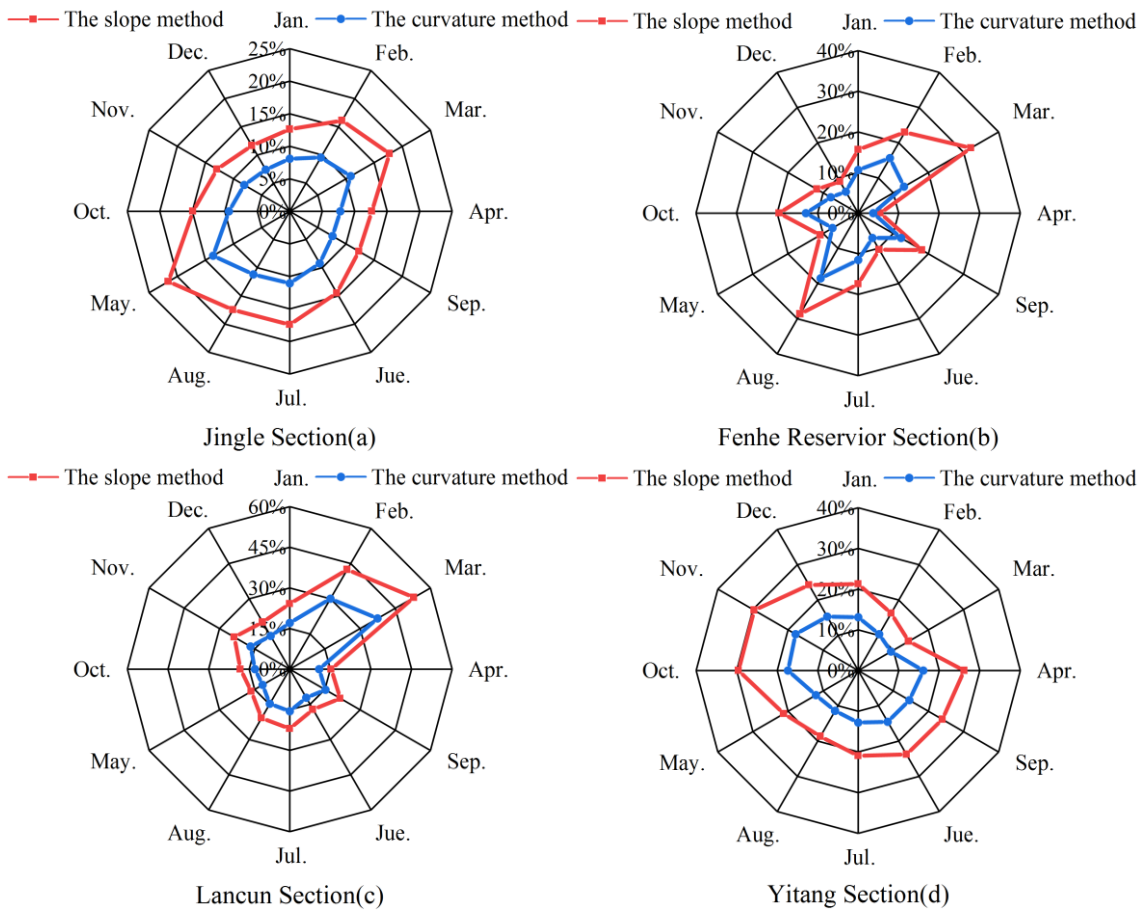 The slope method Jan. The curvature method
25%
Dec. Feb.
20%
Nov. 15% Mar.
10%
5%
Oct. 0% Apr.
May. Sep.
Aug. Jue.
Jul.
Jingle Section(a)
The slope method Jan. The curvature method
40%
Dec. Feb.
30%
Nov. 20% Mar.
10%
Oct. 0% Apr.
May. Sep.
Aug. Jue.
Jul.
Fenhe Reservior Section(b)
The slope method Jan. The curvature method
60%
Dec. Feb.
45%
Nov. 30% Mar.
15%
Oct. 0% Apr.
May. Sep.
Aug. Jue.
Jul.
Lancun Section(c)
The slope method Jan. The curvature method
40%
Dec. Feb.
30%
Nov. 20% Mar.
10%
Oct. 0% Apr.
May. Sep.
Aug. Jue.
Jul.
Yitang Section(d)